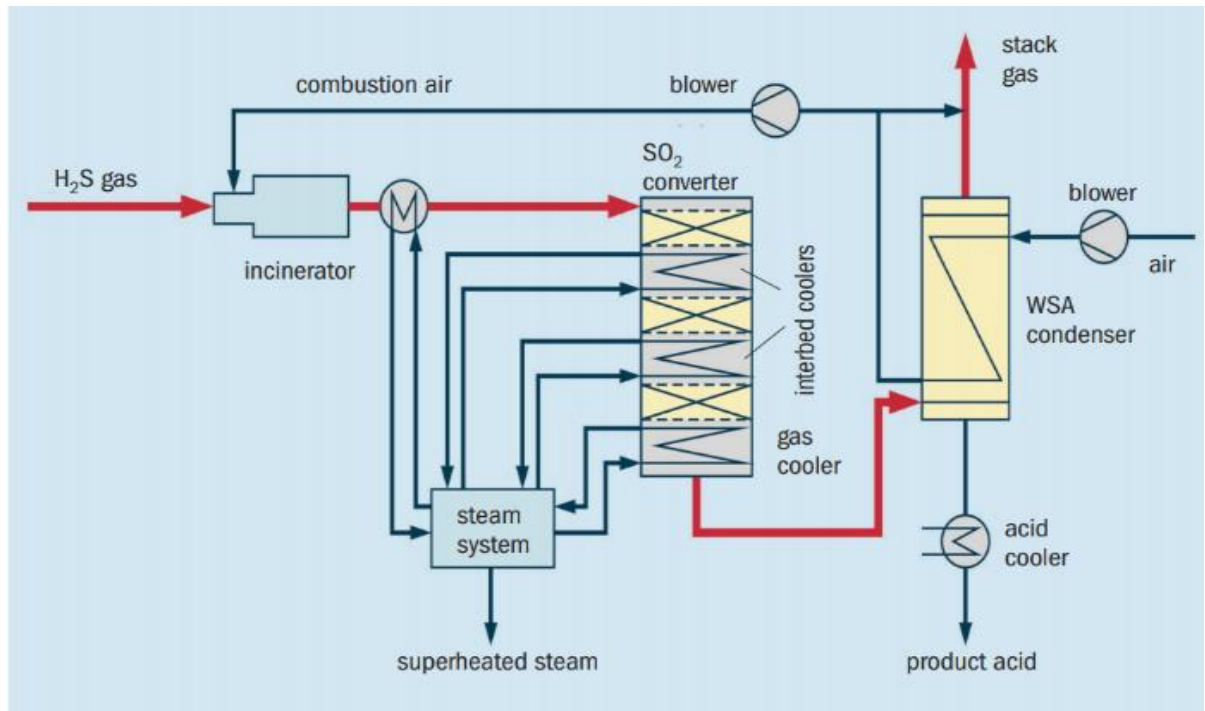 stack
gas
combustion air
blower
SO₂
converter
H₂S gas
blower
incinerator
air
interbed coolers
WSA
condenser
gas
cooler
steam
system
acid
cooler
superheated steam
product acid